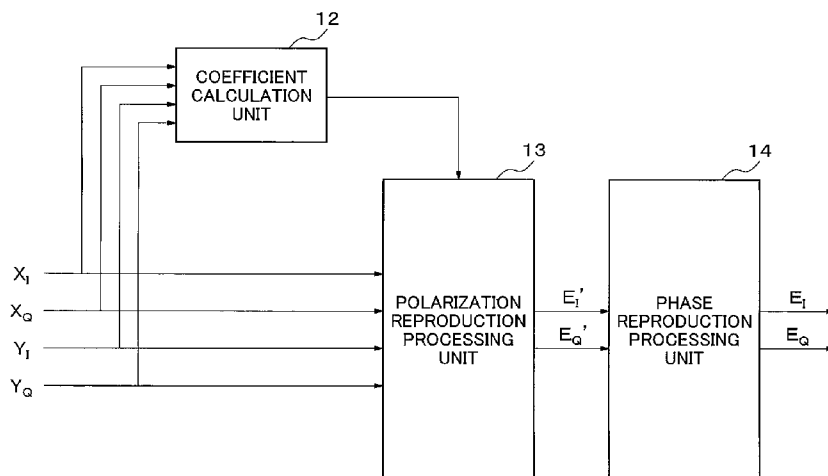 12
COEFFICIENT
CALCULATION
UNIT
13
14
X_I
X_Q
Y_I
Y_Q
POLARIZATION
REPRODUCTION
PROCESSING
UNIT
E_I'
E_Q'
PHASE
REPRODUCTION
PROCESSING
UNIT
E_I
E_Q